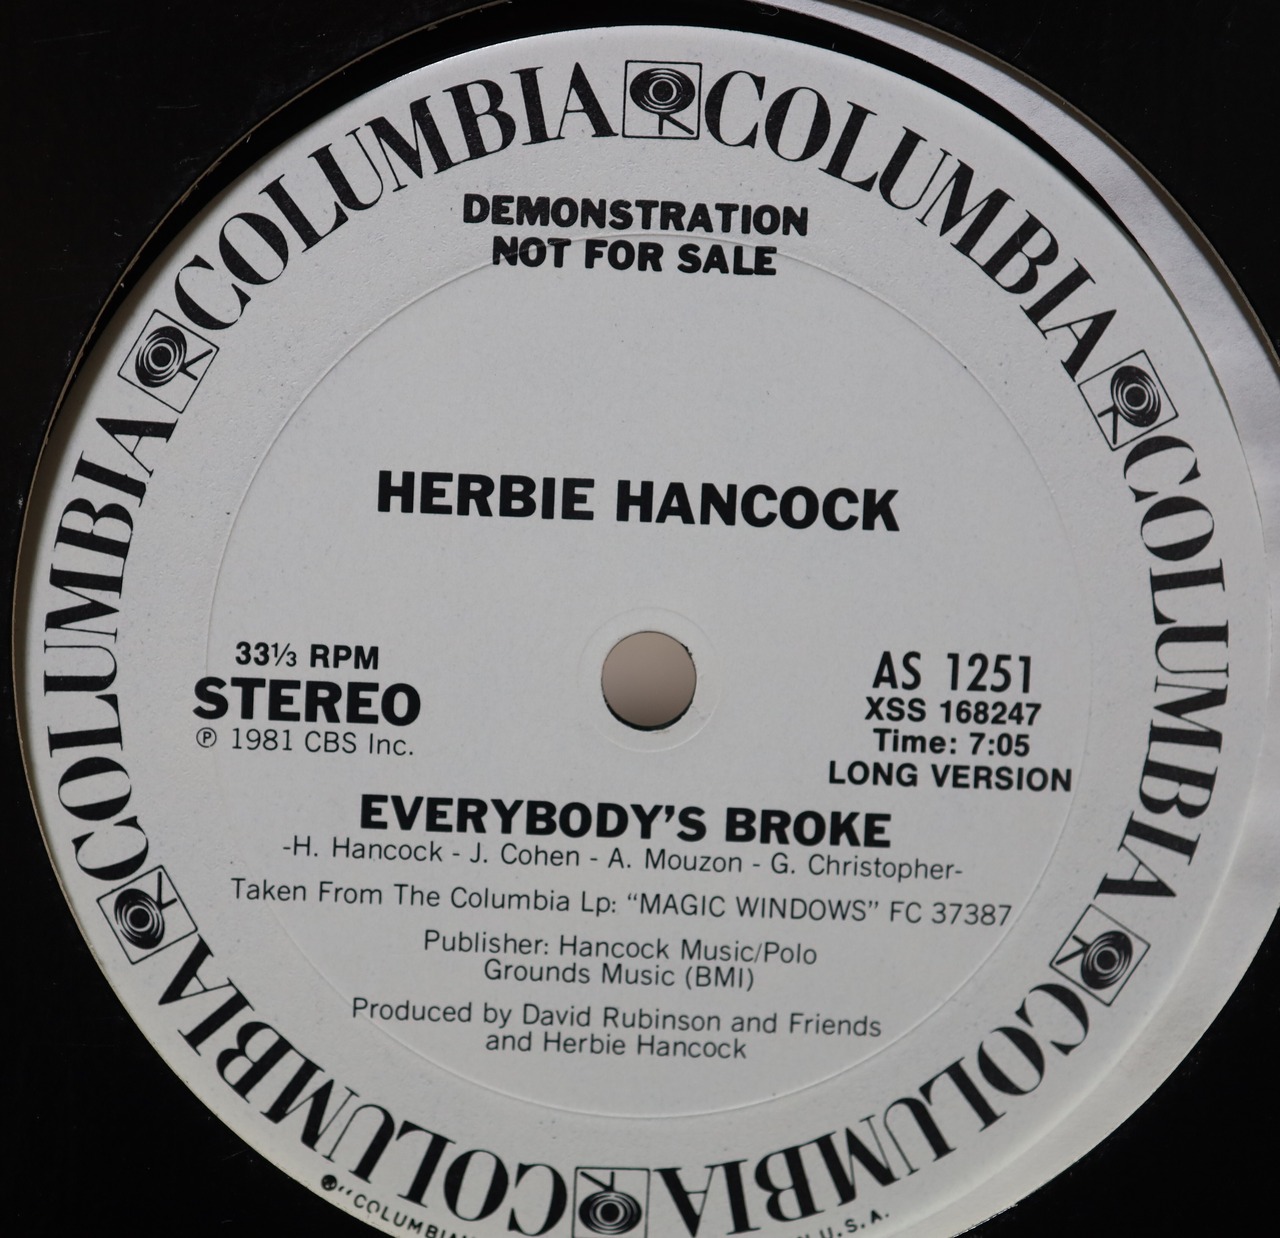 COLUMBIA COLUMBIA COLUMBIA COLUMBIA COLUMBIA COLUMBIA
DEMONSTRATION
NOT FOR SALE
HERBIE HANCOCK
33⅓ RPM
STEREO
℗ 1981 CBS Inc.
AS 1251
XSS 168247
Time: 7:05
LONG VERSION
EVERYBODY'S BROKE
-H. Hancock - J. Cohen - A. Mouzon - G. Christopher-
Taken From The Columbia Lp: “MAGIC WINDOWS” FC 37387
Publisher: Hancock Music/Polo
Grounds Music (BMI)
Produced by David Rubinson and Friends
and Herbie Hancock
U.S.A.